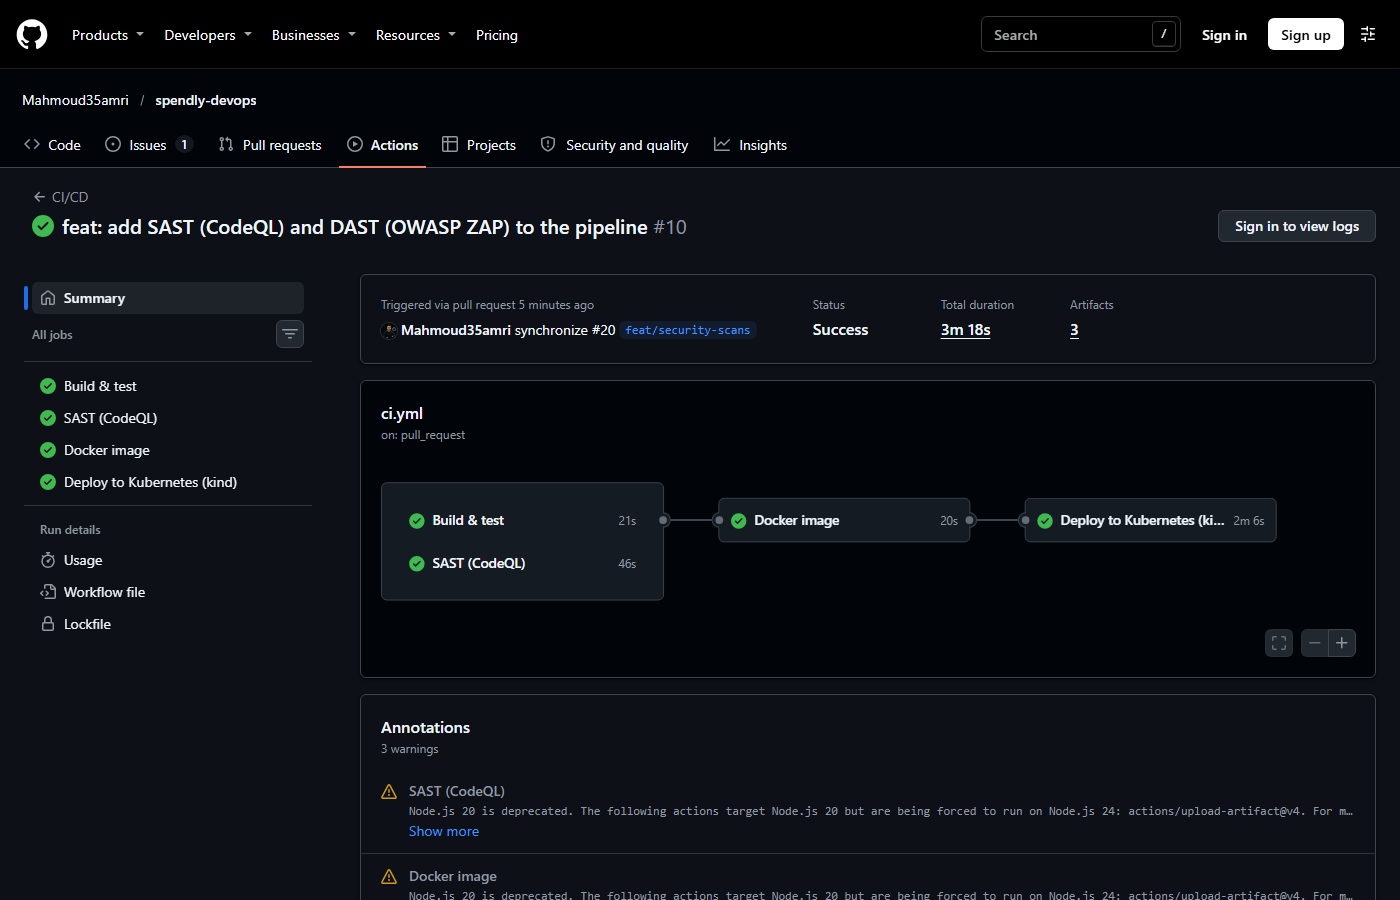 Products Developers Businesses Resources Pricing Search / Sign in Sign up
Mahmoud35amri / spendly-devops
Code Issues 1 Pull requests Actions Projects Security and quality Insights
CI/CD
feat: add SAST (CodeQL) and DAST (OWASP ZAP) to the pipeline #10
Sign in to view logs
Summary
All jobs
Build & test
SAST (CodeQL)
Docker image
Deploy to Kubernetes (kind)
Run details
Usage
Workflow file
Lockfile
Triggered via pull request 5 minutes ago
Mahmoud35amri synchronize #20 feat/security-scans
Status
Success
Total duration
3m 18s
Artifacts
3
ci.yml
on: pull_request
Build & test 21s
SAST (CodeQL) 46s
Docker image 20s
Deploy to Kubernetes (ki... 2m 6s
Annotations
3 warnings
SAST (CodeQL)
Node.js 20 is deprecated. The following actions target Node.js 20 but are being forced to run on Node.js 24: actions/upload-artifact@v4. For m…
Show more
Docker image
Node.js 20 is deprecated. The following actions target Node.js 20 but are being forced to run on Node.js 24: actions/upload-artifact@v4. For m…